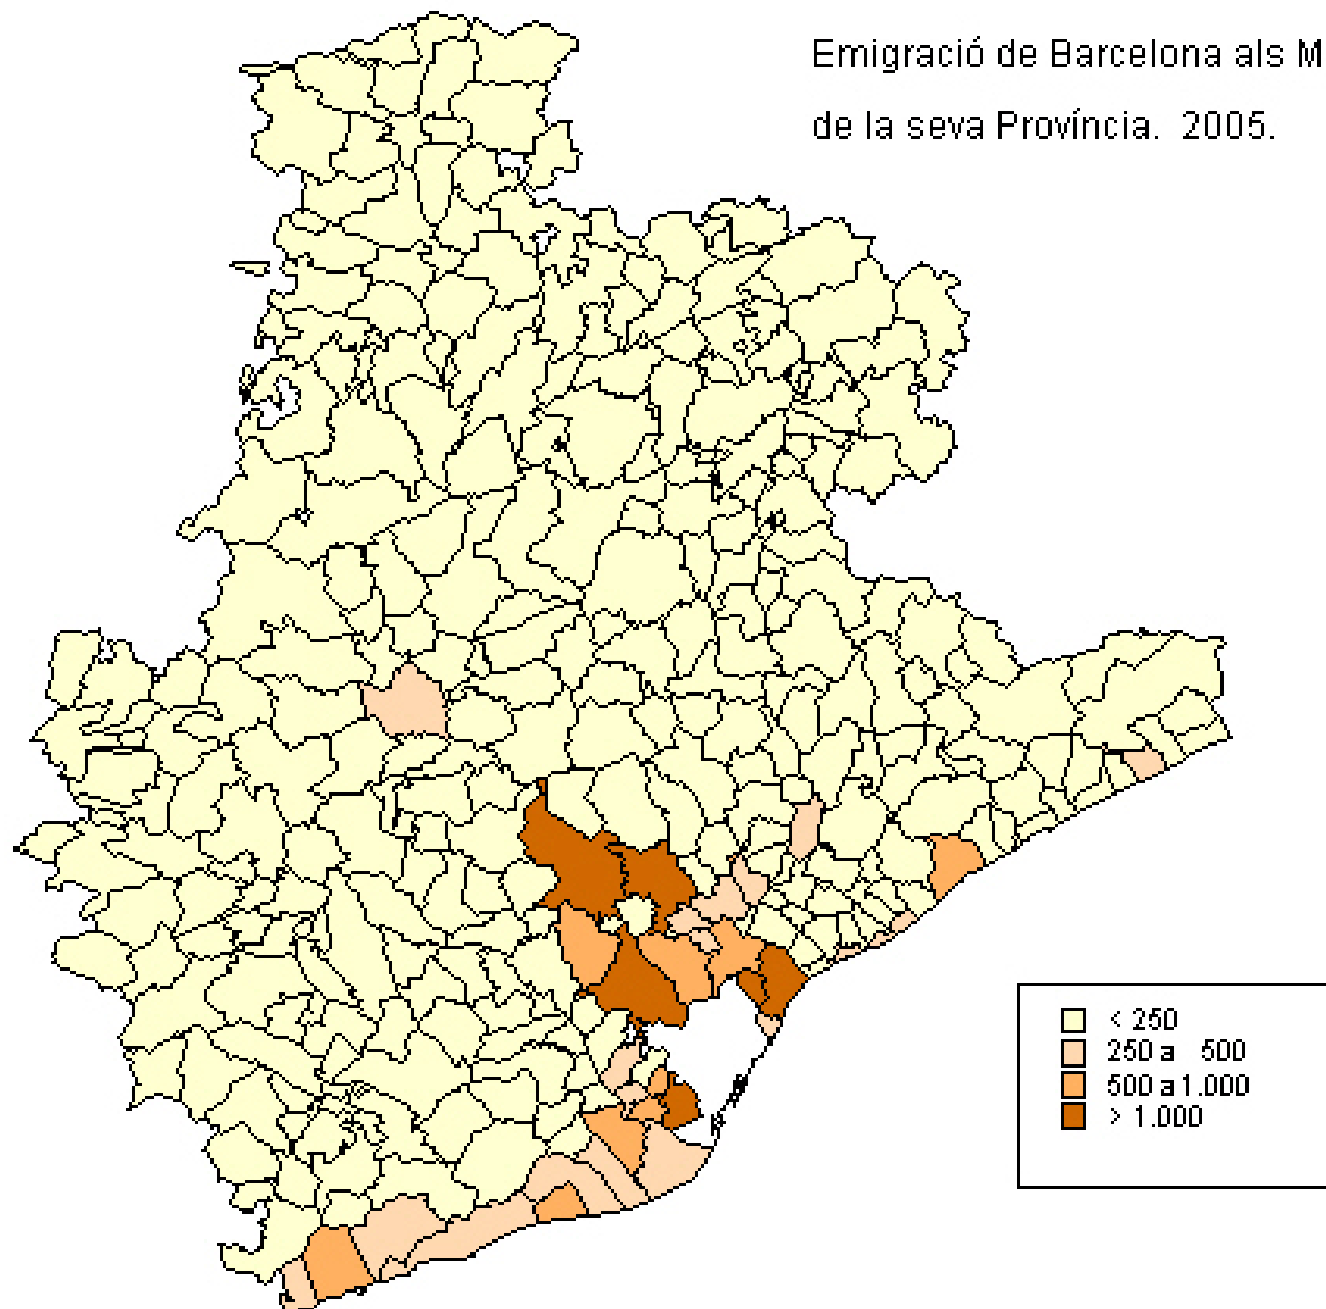 Emigració de Barcelona als M
de la seva Província. 2005.
< 250
250 a 500
500 a 1.000
> 1.000